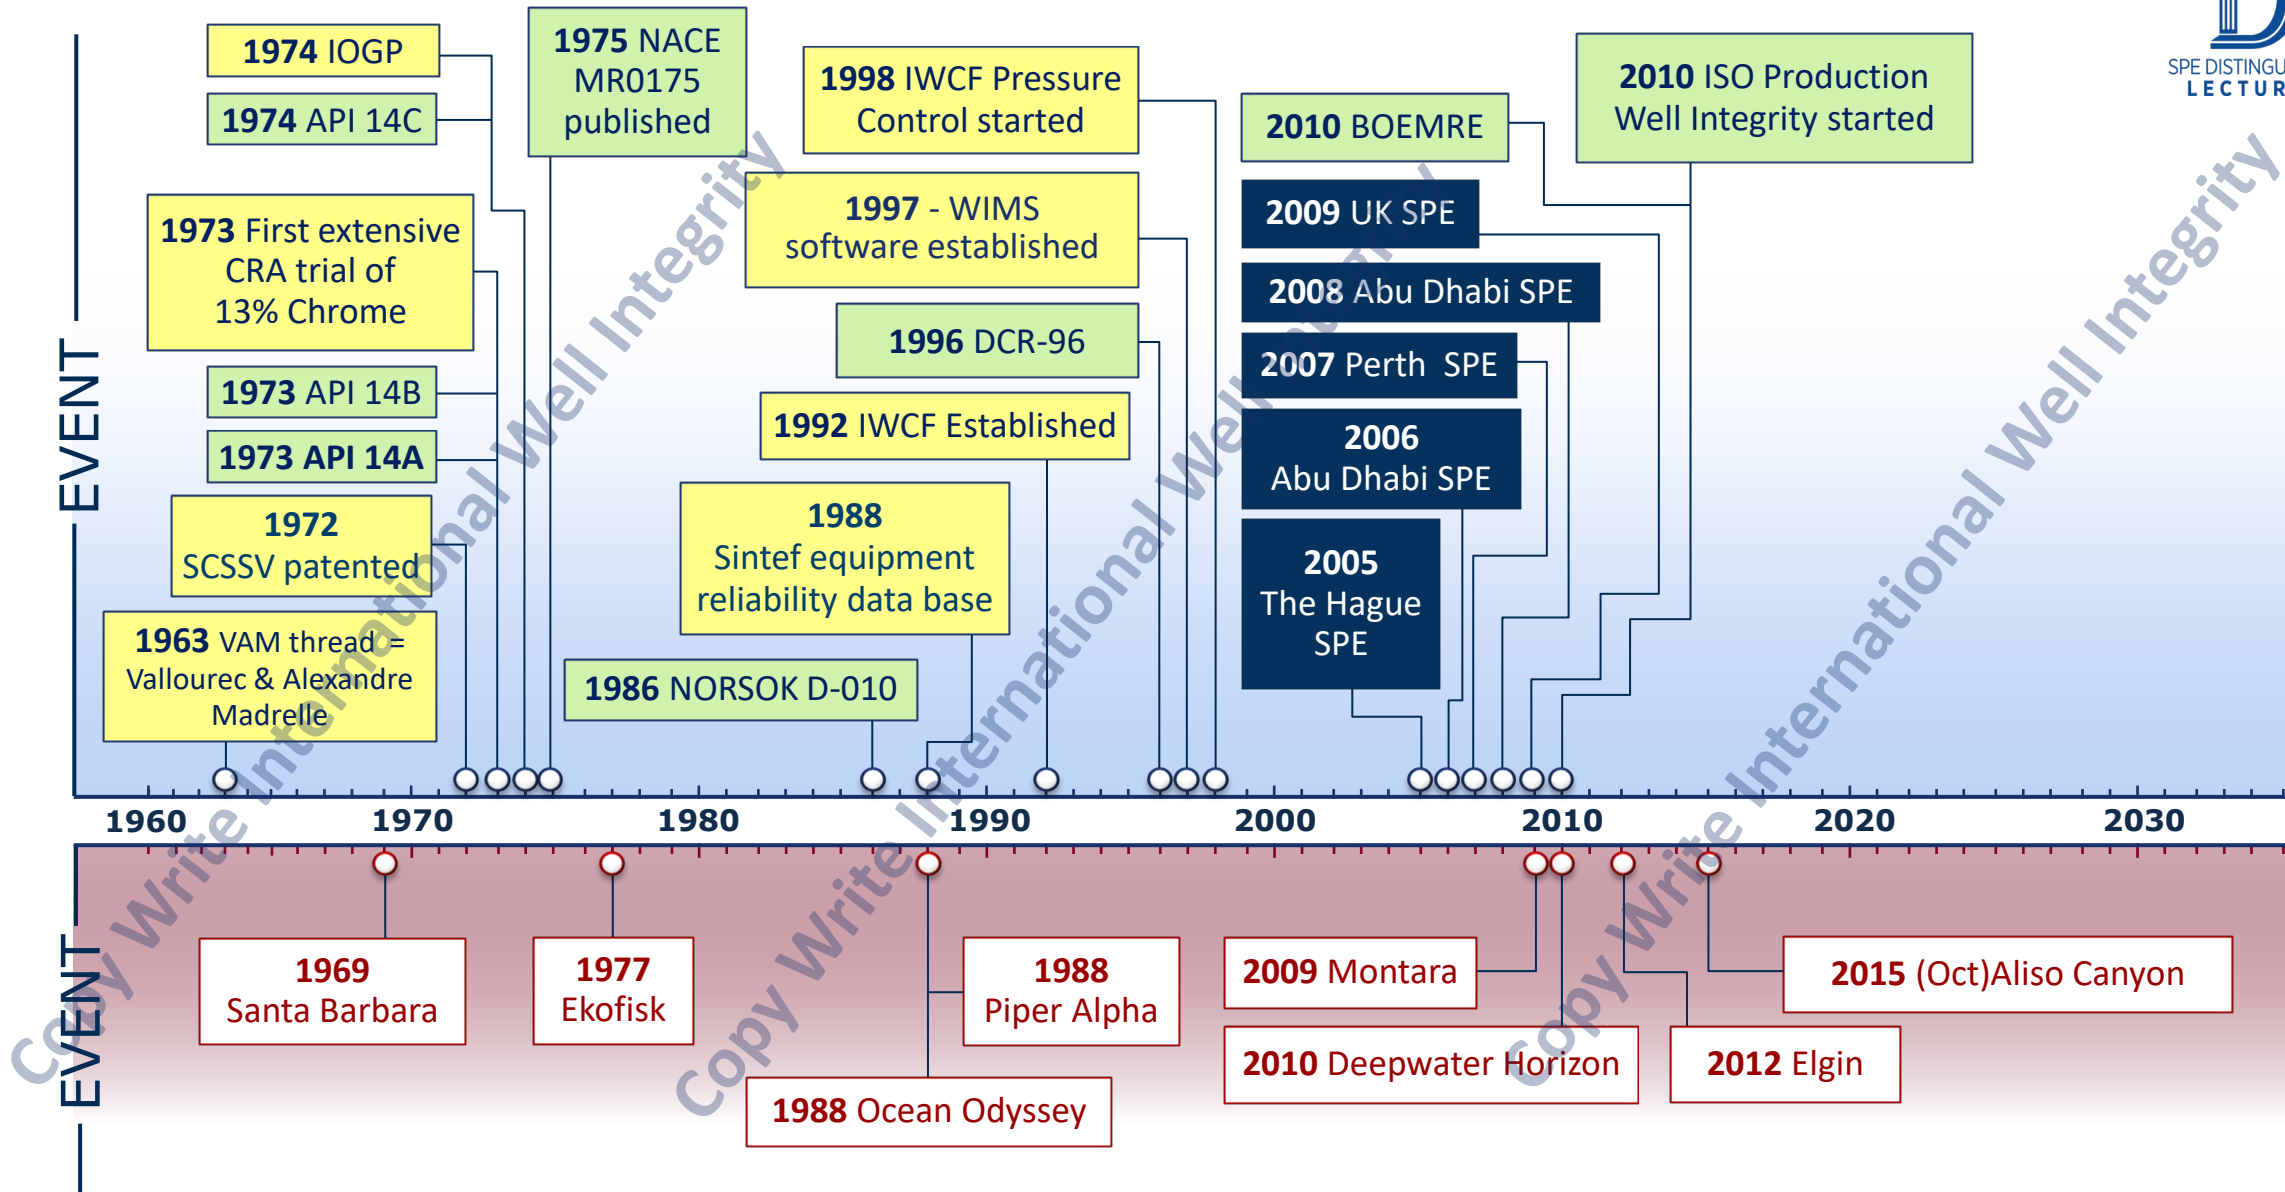 1974 IOGP
1974 API 14C
1973 First extensive
CRA trial of
13% Chrome
1973 API 14B
1973 API 14A
1972
SCSSV patented
1963 VAM thread =
Vallourec & Alexandre
Madrelle
1975 NACE
MR0175
published
1998 IWCF Pressure
Control started
1997 - WIMS
software established
1996 DCR-96
1992 IWCF Established
1988
Sintef equipment
reliability data base
1986 NORSOK D-010
2010 BOEMRE
2009 UK SPE
2008 Abu Dhabi SPE
2007 Perth SPE
2006
Abu Dhabi SPE
2005
The Hague
SPE
2010 ISO Production
Well Integrity started
SPE
EVENT
1960 1970 1980 1990 2000 2010 2020 2030
EVENT
1969
Santa Barbara
1977
Ekofisk
1988
Piper Alpha
1988 Ocean Odyssey
2009 Montara
2010 Deepwater Horizon
2012 Elgin
2015 (Oct)Aliso Canyon
Copy Write International Well Integrity
Copy Write International Well Integrity
Copy Write International Well Integrity